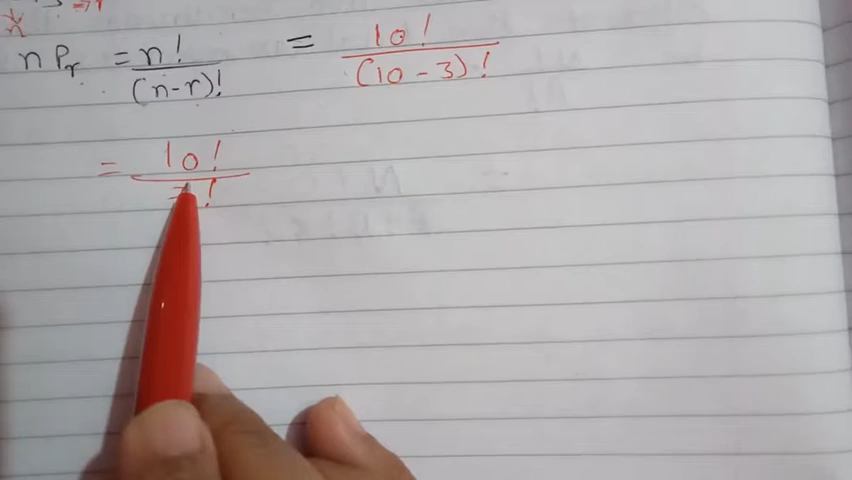 nPr = n! / (n-r)! = 10! / (10 - 3)!
= 10! / 7!